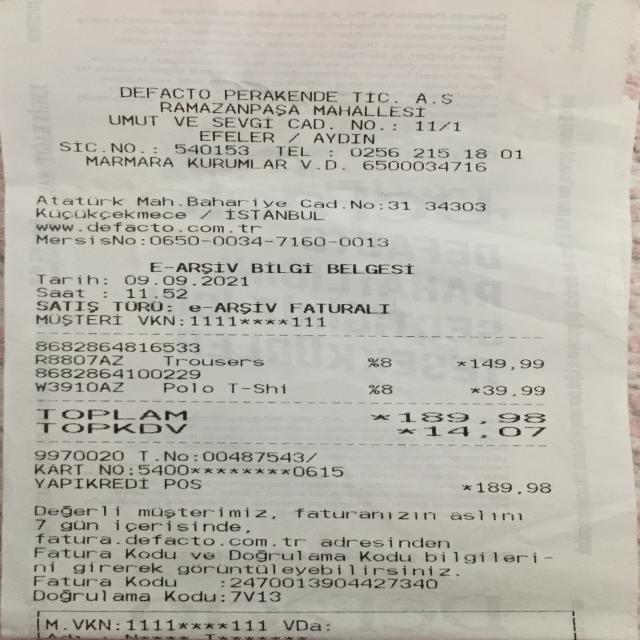 DEFACTO PERAKENDE TİC. A.S
RAMAZANPAŞA MAHALLESİ
UMUT VE SEVGİ CAD. NO.: 11/1
EFELER / AYDIN
SİC.NO.: 540153 TEL : 0256 215 18 01
MARMARA KURUMLAR V.D. 6500034716
Atatürk Mah.Bahariye Cad.No:31 34303
Küçükçekmece / İSTANBUL
www.defacto.com.tr
MersisNo:0650-0034-7160-0013
E-ARŞİV BİLGİ BELGESİ
Tarih: 09.09.2021
Saat : 11.52
SATIŞ TÜRÜ: e-ARŞİV FATURALI
MÜŞTERİ VKN:1111****111
8682864816533
R8807AZ Trousers %8 *149,99
8682864100229
W3910AZ Polo T-Shi %8 *39,99
TOPLAM *189,98
TOPKDV *14,07
9970020 T.No:00487543/
KART NO:5400********0615
YAPIKREDİ POS *189,98
Değerli müşterimiz, faturanızın aslını
7 gün içerisinde,
fatura.defacto.com.tr adresinden
Fatura Kodu ve Doğrulama Kodu bilgileri-
ni girerek görüntüleyebilirsiniz.
Fatura Kodu :2470013904427340
Doğrulama Kodu:7V13
M.VKN:1111****111 VDa: